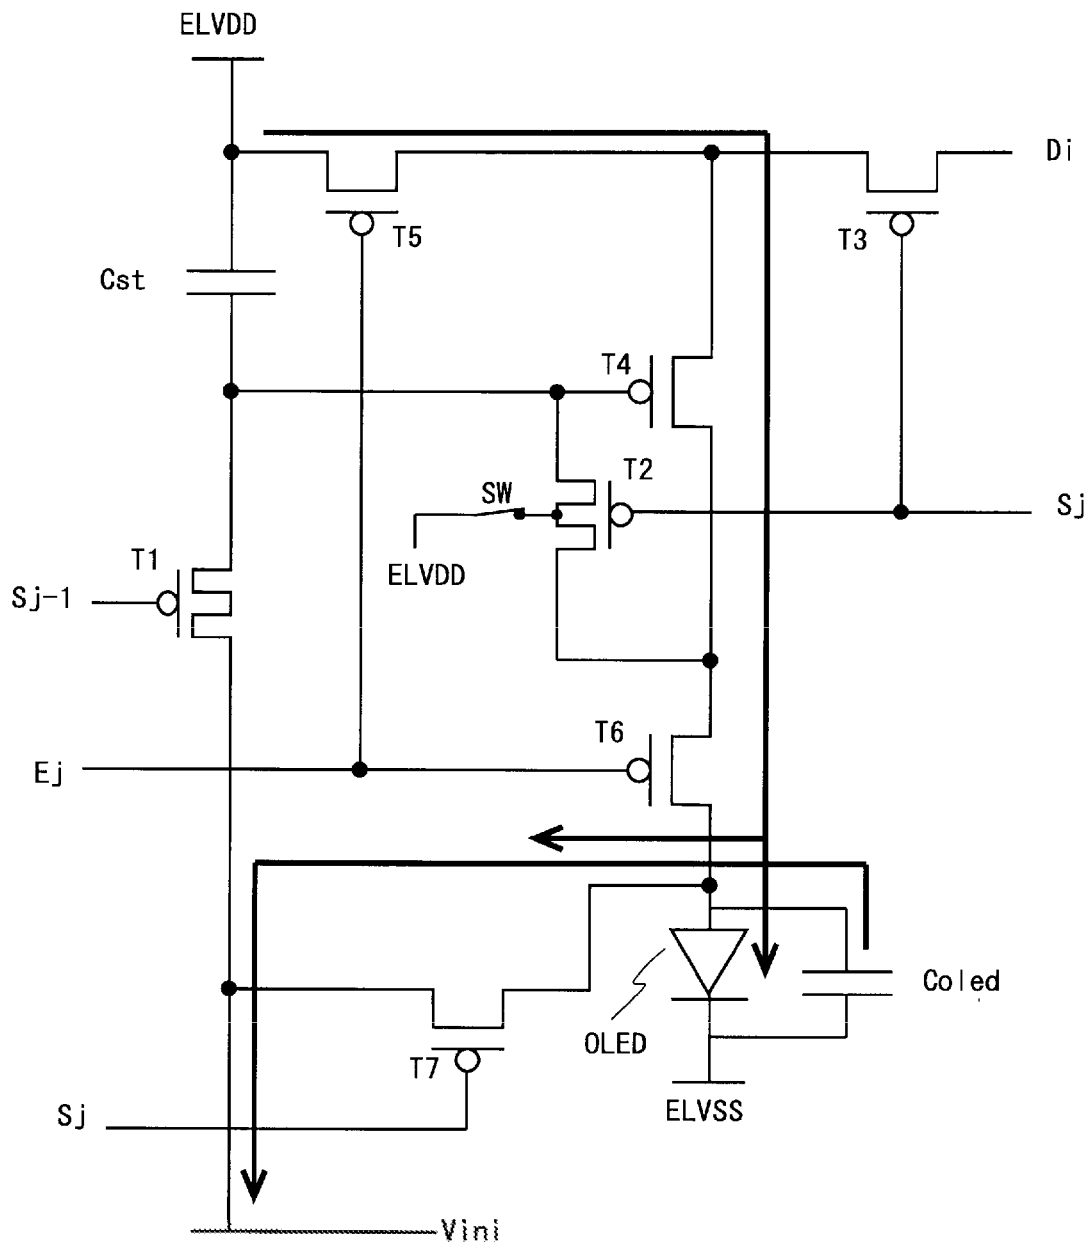 ELVDD
Di
T5
T3
Cst
T4
T2
SW
Sj
ELVDD
T1
Sj-1
T6
Ej
Coled
OLED
T7
ELVSS
Sj
Vini